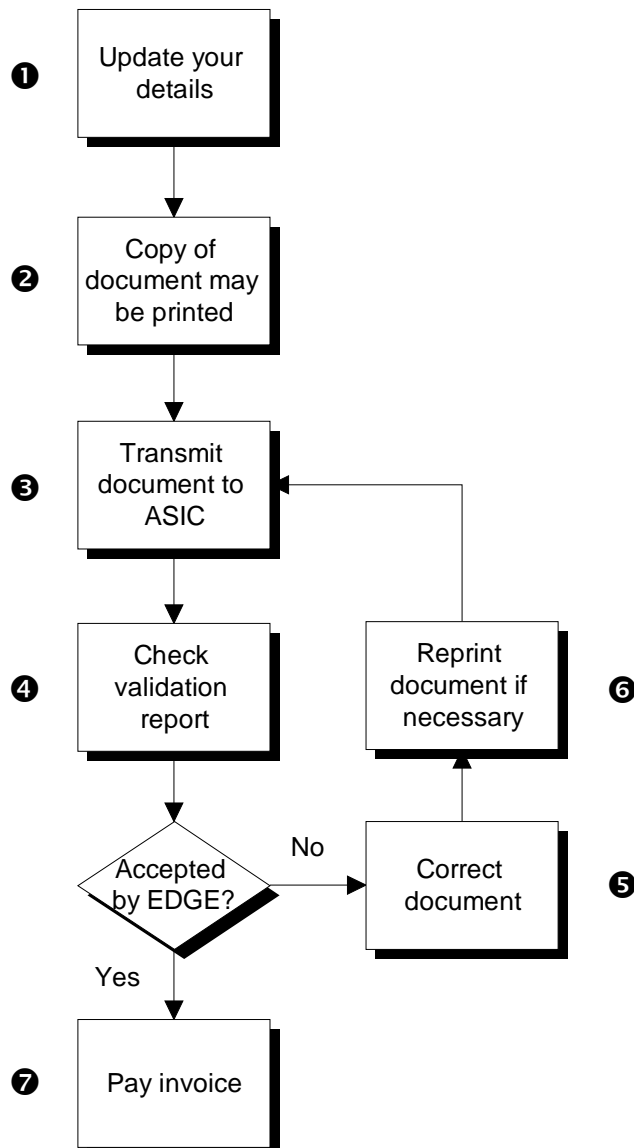 ❶
Update your
details
❷
Copy of
document may
be printed
❸
Transmit
document to
ASIC
❹
Check
validation
report
Accepted
by EDGE?
No
Correct
document
❺
Reprint
document if
necessary
❻
Yes
❼
Pay invoice